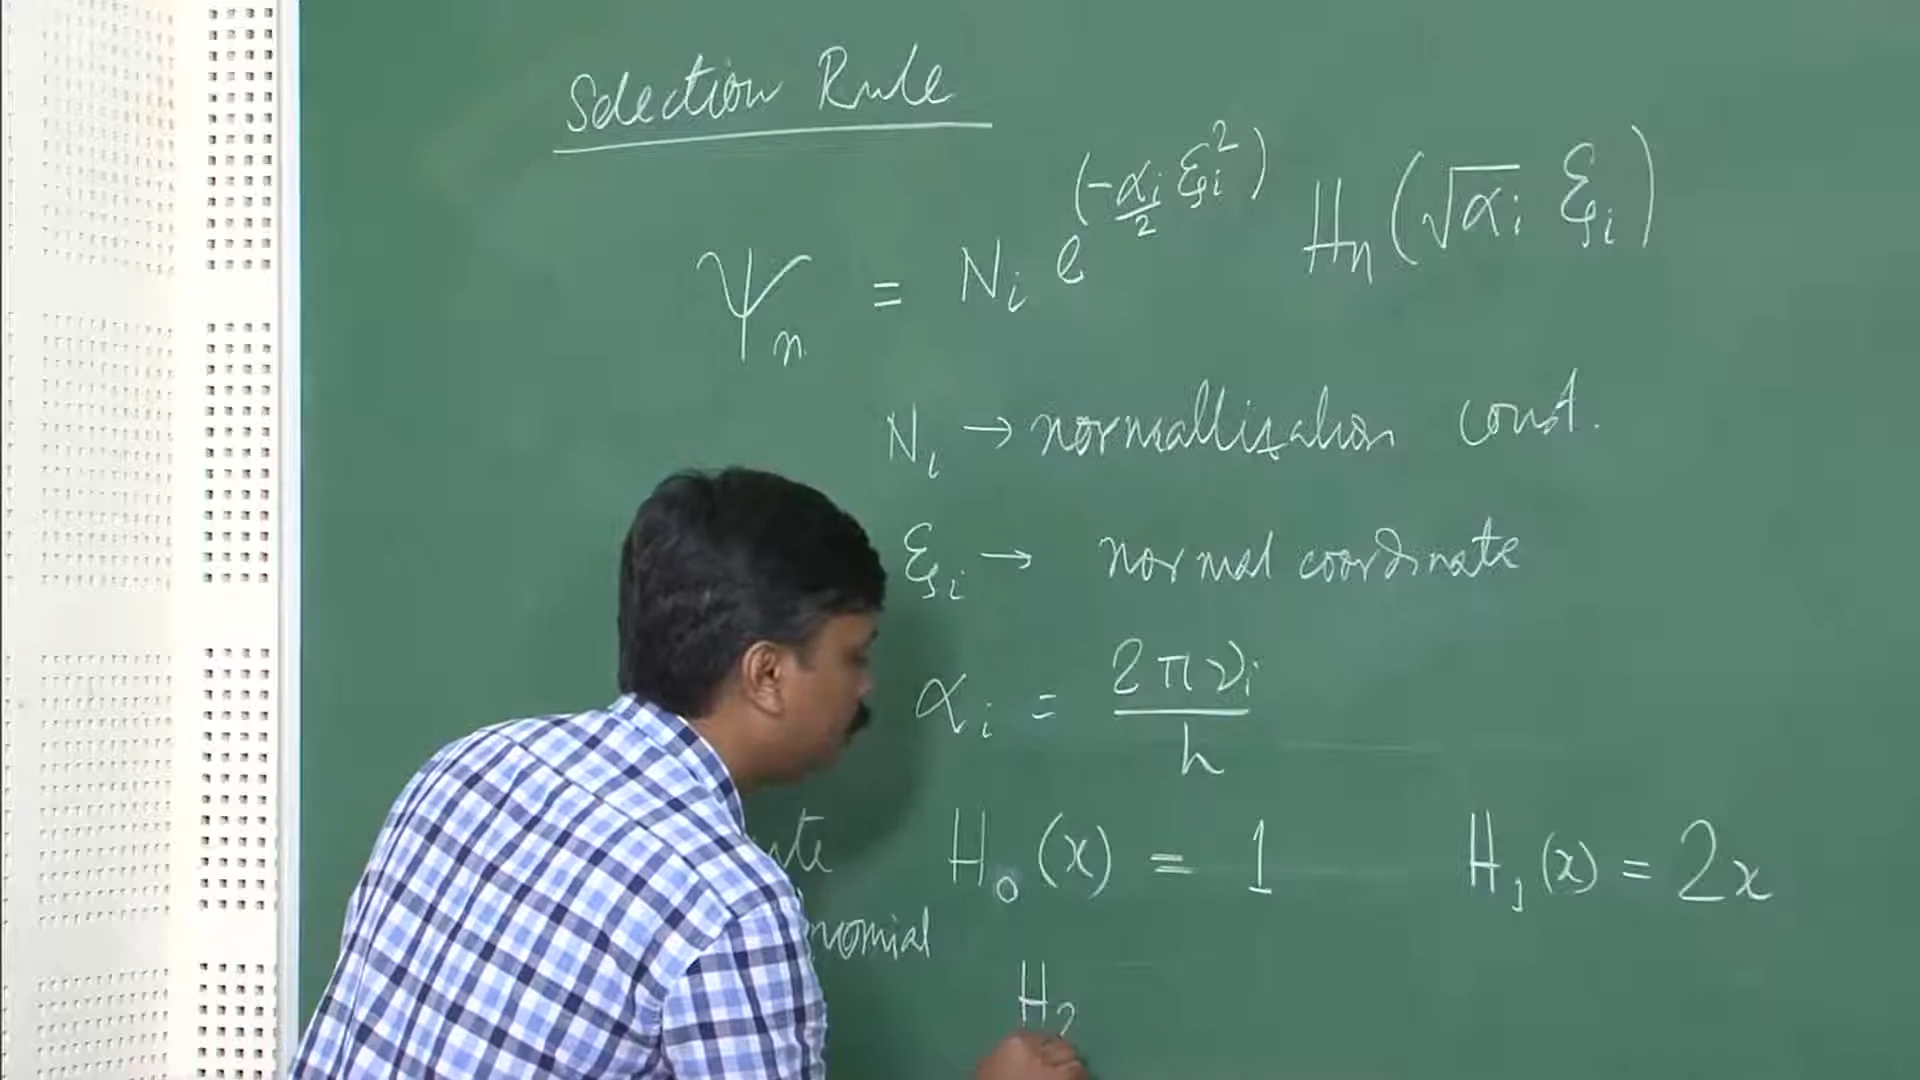 Selection Rule
ψₙ = Nᵢ e^(-αᵢ/2 ξᵢ²) Hₙ(√αᵢ ξᵢ)
Nᵢ → normallization const.
ξᵢ → normal coordinate
αᵢ = 2πνᵢ/h
H₀(x) = 1 H₁(x) = 2x
H₂